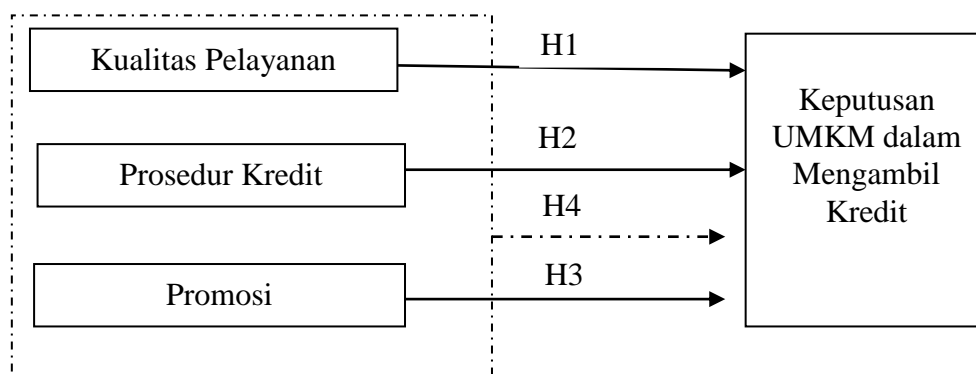 Kualitas Pelayanan
H1
Prosedur Kredit
H2
H4
Promosi
H3
Keputusan
UMKM dalam
Mengambil
Kredit